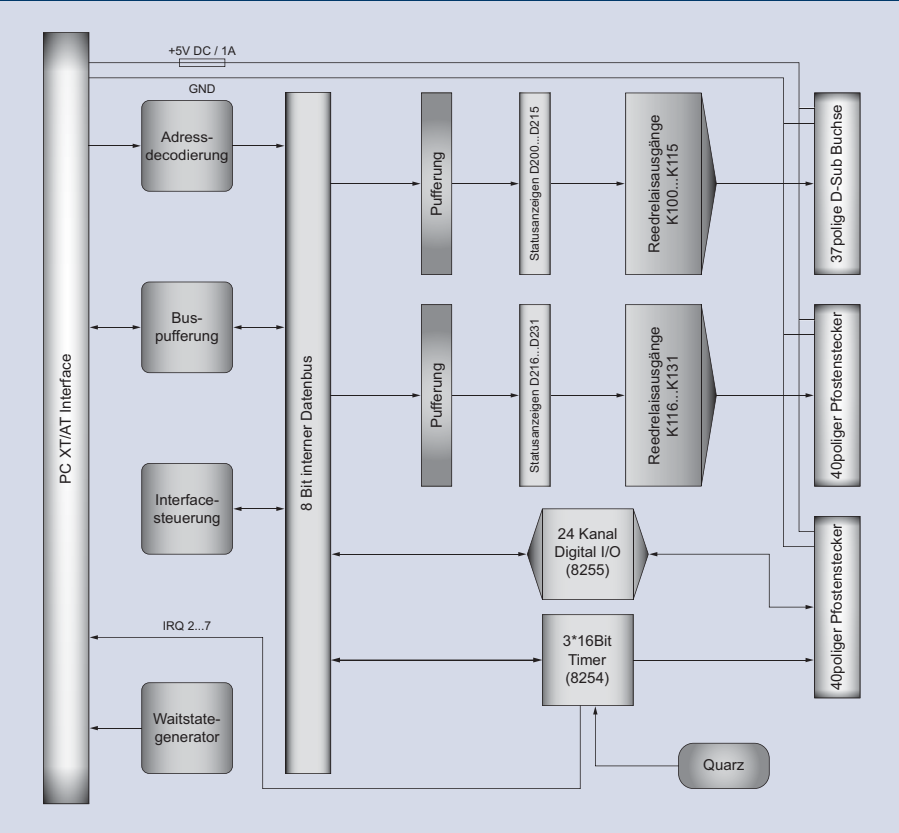 +5V DC / 1A
GND
PC XT/AT Interface
Adress-
decodierung
Bus-
pufferung
Interface-
steuerung
IRQ 2...7
Waitstate-
generator
8 Bit interner Datenbus
Pufferung
Statusanzeigen D200...D215
Reedrelaisausgänge
K100...K115
37polige D-Sub Buchse
Pufferung
Statusanzeigen D216...D231
Reedrelaisausgänge
K116...K131
40poliger Pfostenstecker
24 Kanal
Digital I/O
(8255)
3*16Bit
Timer
(8254)
40poliger Pfostenstecker
Quarz